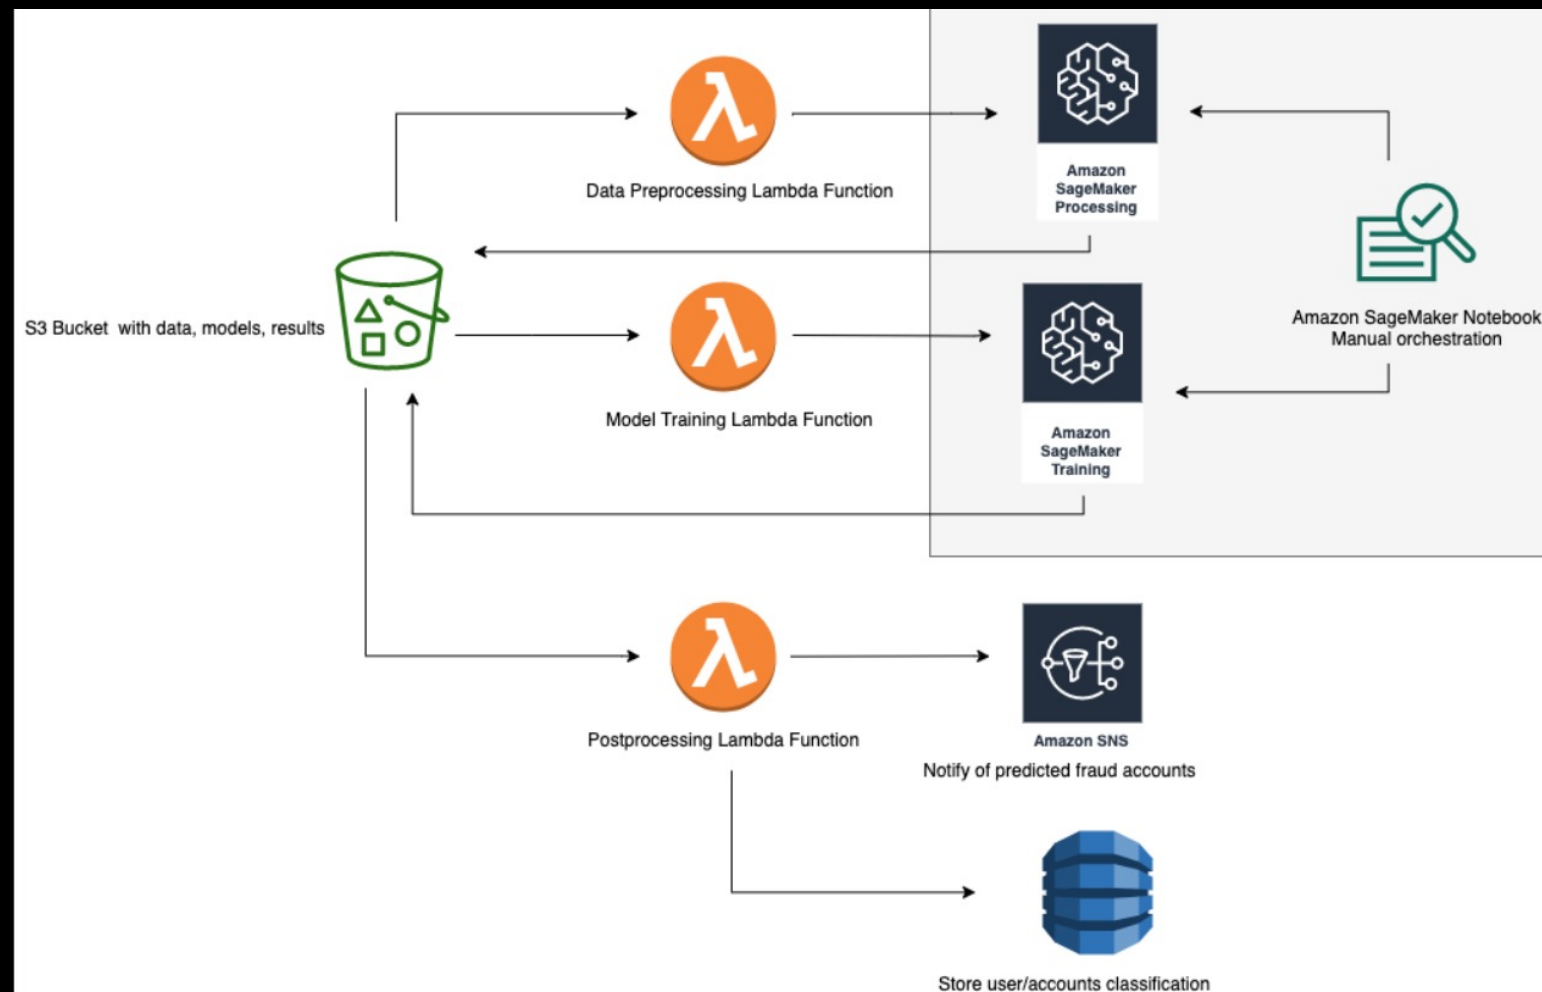 Data Preprocessing Lambda Function
Amazon
SageMaker
Processing
S3 Bucket with data, models, results
Amazon SageMaker Notebook
Manual orchestration
Model Training Lambda Function
Amazon
SageMaker
Training
Postprocessing Lambda Function
Amazon SNS
Notify of predicted fraud accounts
Store user/accounts classification